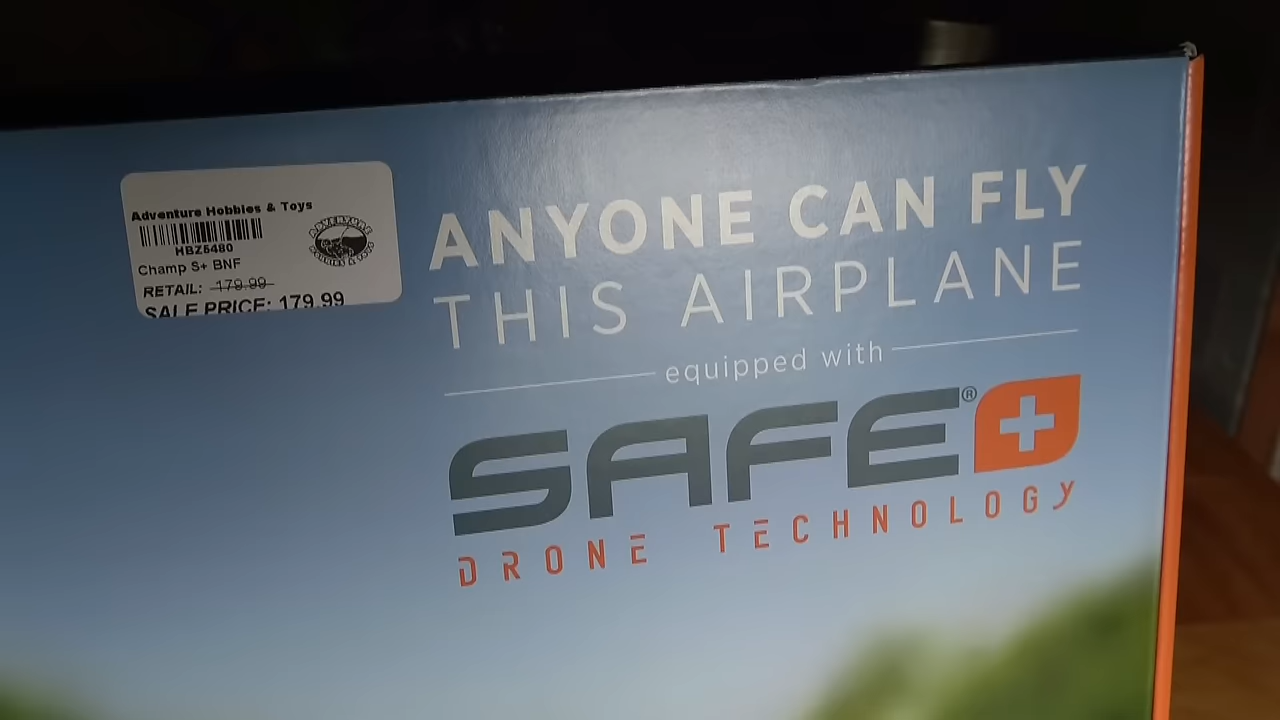 Adventure Hobbies & Toys
HBZ5480
Champ S+ BNF
RETAIL: 179.99
SALE PRICE: 179.99
ANYONE CAN FLY
THIS AIRPLANE
equipped with
SAFE®+
DRONE TECHNOLOGY